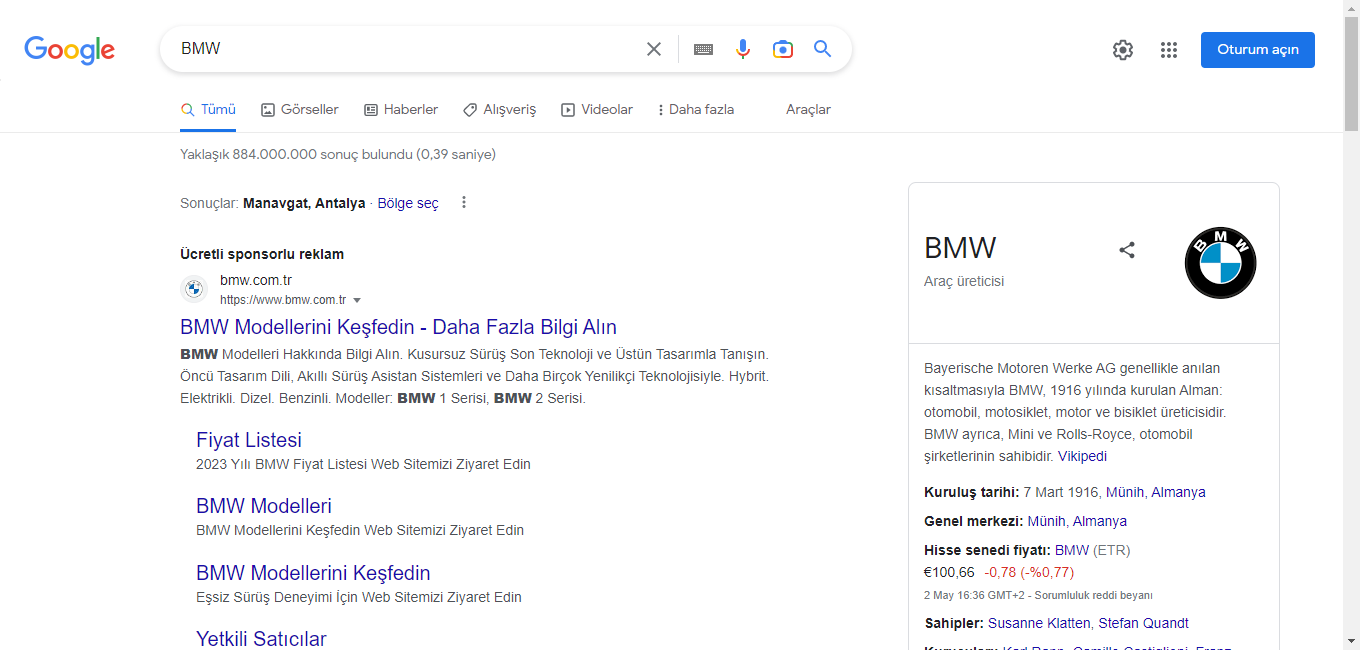 Google
BMW
Oturum açın
Tümü
Görseller
Haberler
Alışveriş
Videolar
Daha fazla
Araçlar
Yaklaşık 884.000.000 sonuç bulundu (0,39 saniye)
Sonuçlar: Manavgat, Antalya · Bölge seç
Ücretli sponsorlu reklam
bmw.com.tr
https://www.bmw.com.tr
BMW Modellerini Keşfedin - Daha Fazla Bilgi Alın
BMW Modelleri Hakkında Bilgi Alın. Kusursuz Sürüş Son Teknoloji ve Üstün Tasarımla Tanışın.
Öncü Tasarım Dili, Akıllı Sürüş Asistan Sistemleri ve Daha Birçok Yenilikçi Teknolojisiyle. Hybrit.
Elektrikli. Dizel. Benzinli. Modeller: BMW 1 Serisi, BMW 2 Serisi.
Fiyat Listesi
2023 Yılı BMW Fiyat Listesi Web Sitemizi Ziyaret Edin
BMW Modelleri
BMW Modellerini Keşfedin Web Sitemizi Ziyaret Edin
BMW Modellerini Keşfedin
Eşsiz Sürüş Deneyimi İçin Web Sitemizi Ziyaret Edin
Yetkili Satıcılar
BMW
Araç üreticisi
BMW
Bayerische Motoren Werke AG genellikle anılan
kısaltmasıyla BMW, 1916 yılında kurulan Alman:
otomobil, motosiklet, motor ve bisiklet üreticisidir.
BMW ayrıca, Mini ve Rolls-Royce, otomobil
şirketlerinin sahibidir. Vikipedi
Kuruluş tarihi: 7 Mart 1916, Münih, Almanya
Genel merkezi: Münih, Almanya
Hisse senedi fiyatı: BMW (ETR)
€100,66 -0,78 (-%0,77)
2 May 16:36 GMT+2 - Sorumluluk reddi beyanı
Sahipler: Susanne Klatten, Stefan Quandt
Kurucuları: Karl Rapp, Camillo Castiglioni, Franz